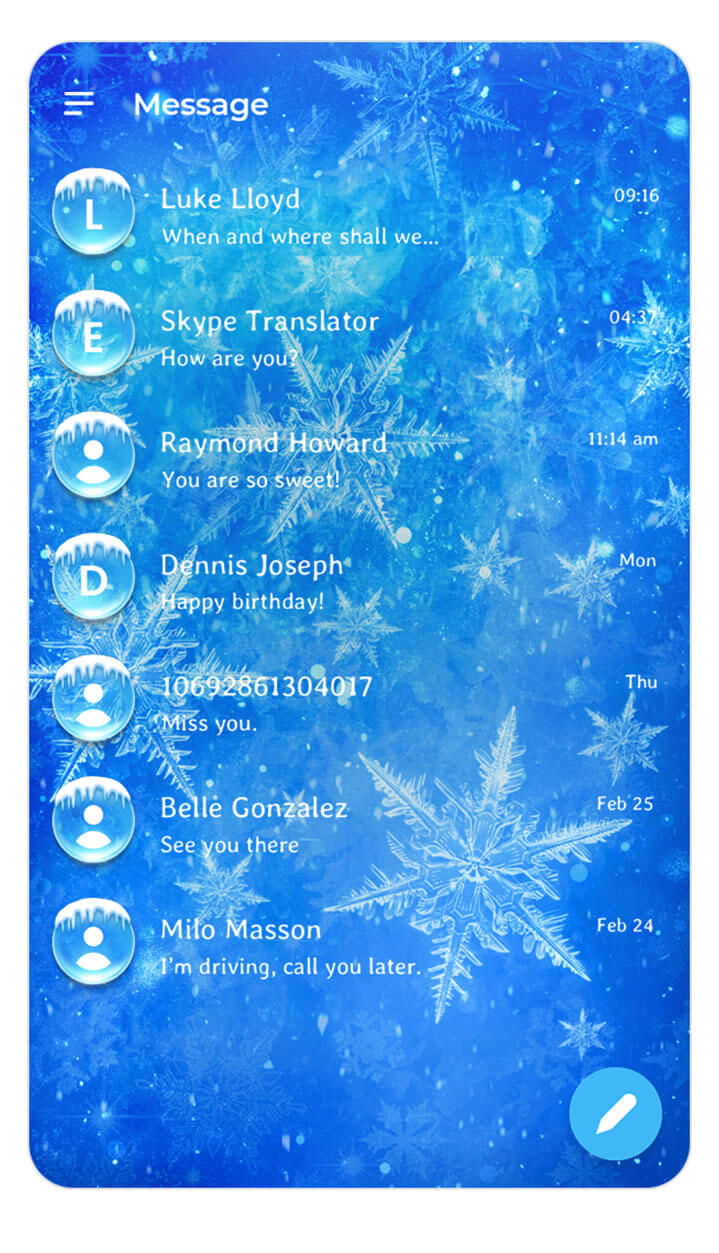 Message
L
Luke Lloyd
09:16
When and where shall we...
E
Skype Translator
04:37
How are you?
Raymond Howard
11:14 am
You are so sweet!
D
Dennis Joseph
Mon
Happy birthday!
10692861304017
Thu
Miss you.
Belle Gonzalez
Feb 25
See you there
Milo Masson
Feb 24
I'm driving, call you later.